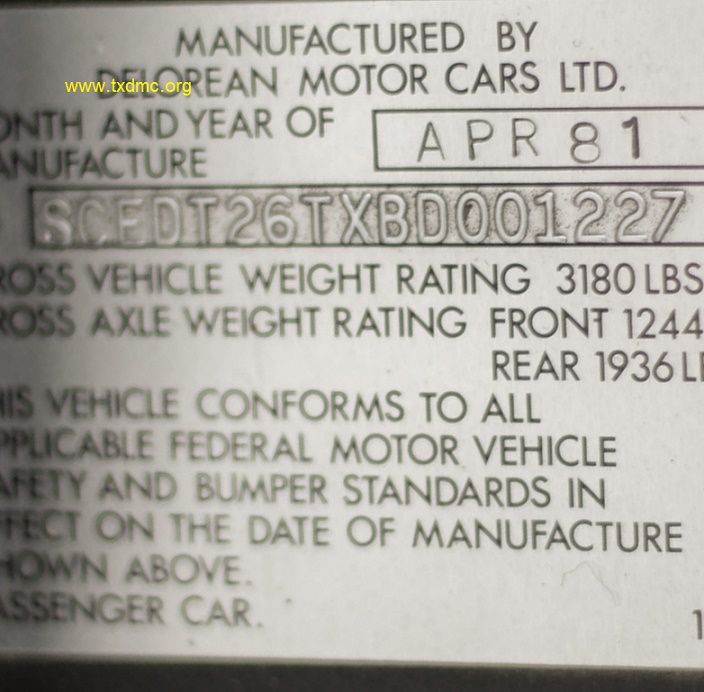 MANUFACTURED BY
www.txdmc.org
DELOREAN MOTOR CARS LTD.
ONTH AND YEAR OF
ANUFACTURE
APR 81
SCEDT26TXBD001227
ROSS VEHICLE WEIGHT RATING 3180 LBS
ROSS AXLE WEIGHT RATING FRONT 1244
REAR 1936 LB
HIS VEHICLE CONFORMS TO ALL
PPLICABLE FEDERAL MOTOR VEHICLE
AFETY AND BUMPER STANDARDS IN
FFECT ON THE DATE OF MANUFACTURE
HOWN ABOVE.
ASSENGER CAR.
1